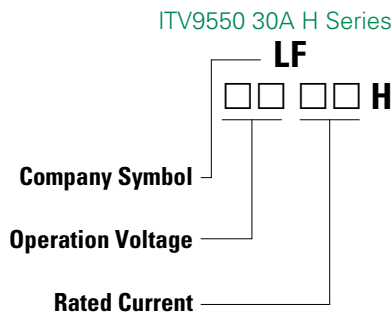 ITV9550 30A H Series
LF
□□ □□ H
Company Symbol
Operation Voltage
Rated Current